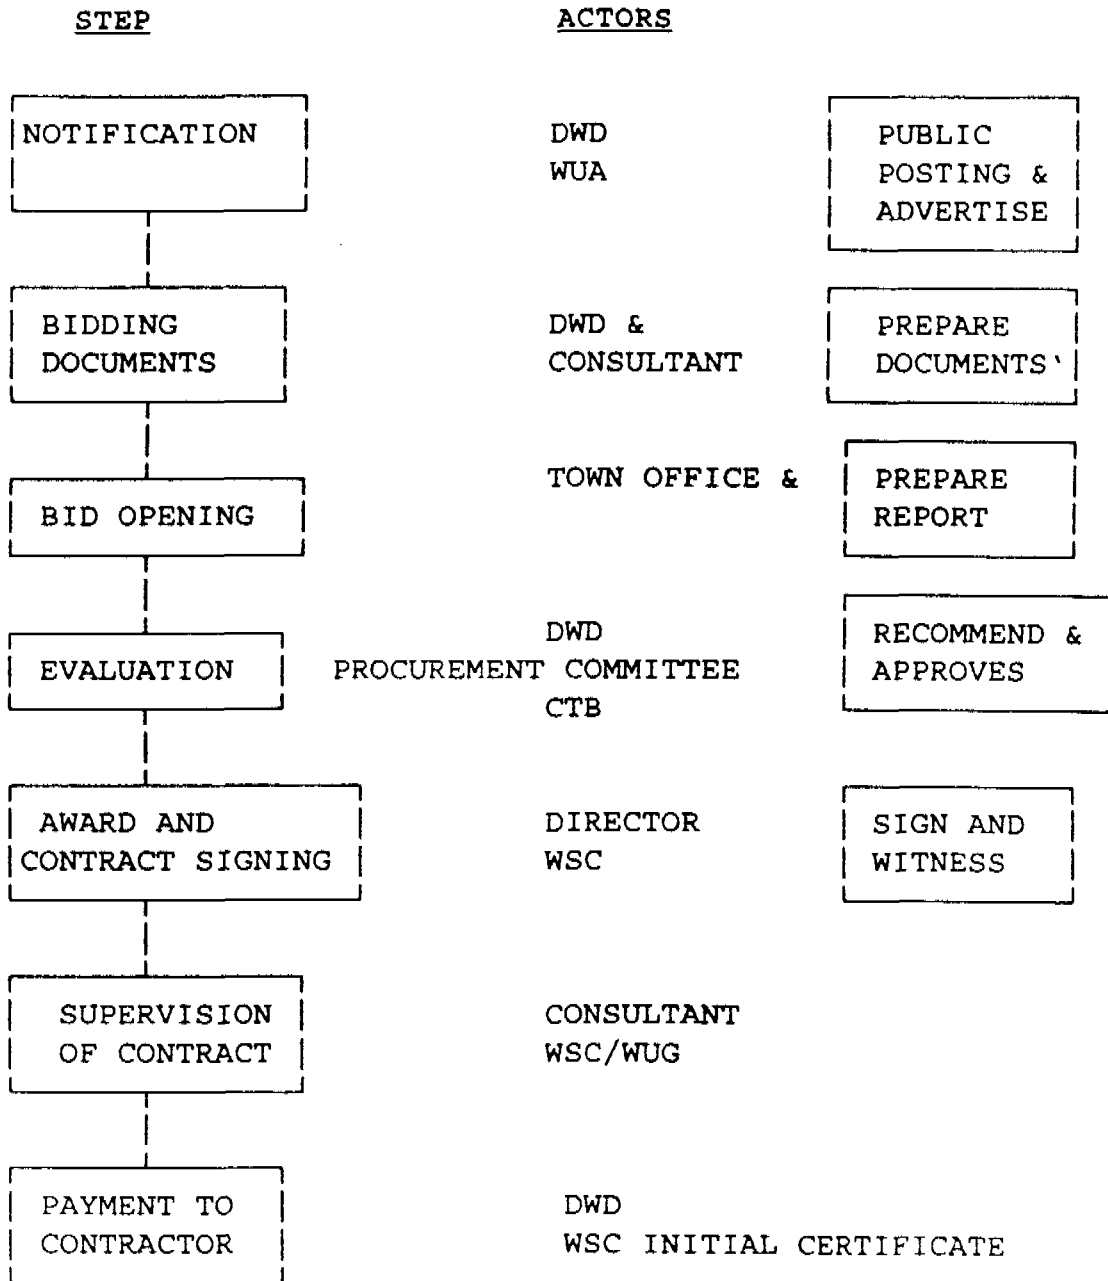 STEP ACTORS
NOTIFICATION DWD PUBLIC
WUA POSTING &
ADVERTISE
BIDDING DWD & PREPARE
DOCUMENTS CONSULTANT DOCUMENTS
TOWN OFFICE & PREPARE
BID OPENING REPORT
DWD RECOMMEND &
EVALUATION PROCUREMENT COMMITTEE APPROVES
CTB
AWARD AND DIRECTOR SIGN AND
CONTRACT SIGNING WSC WITNESS
SUPERVISION CONSULTANT
OF CONTRACT WSC/WUG
PAYMENT TO DWD
CONTRACTOR WSC INITIAL CERTIFICATE